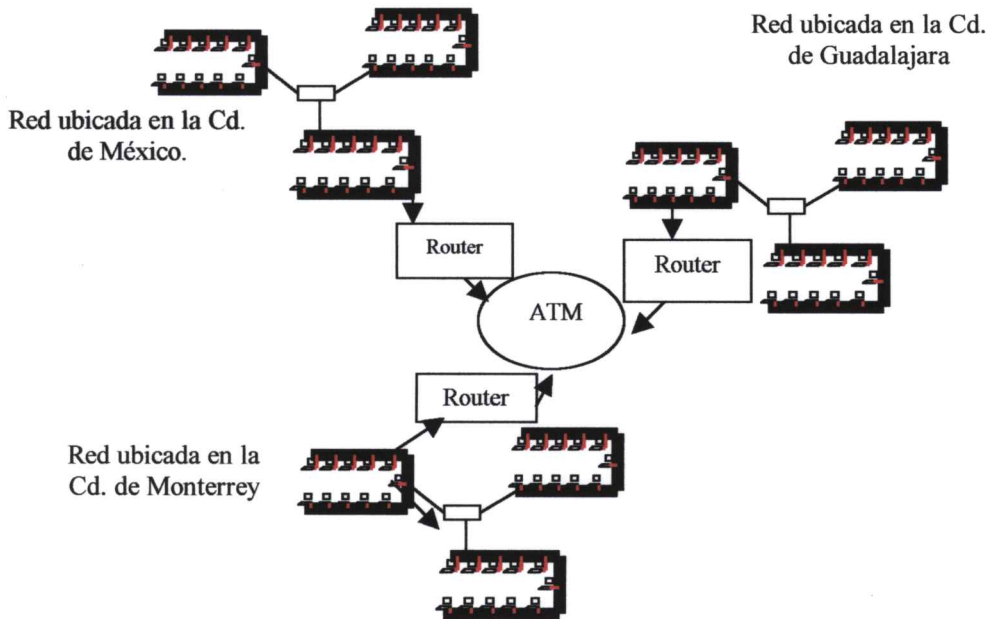 Red ubicada en la Cd.
de Guadalajara
Red ubicada en la Cd.
de México.
Router
Router
ATM
Router
Red ubicada en la
Cd. de Monterrey